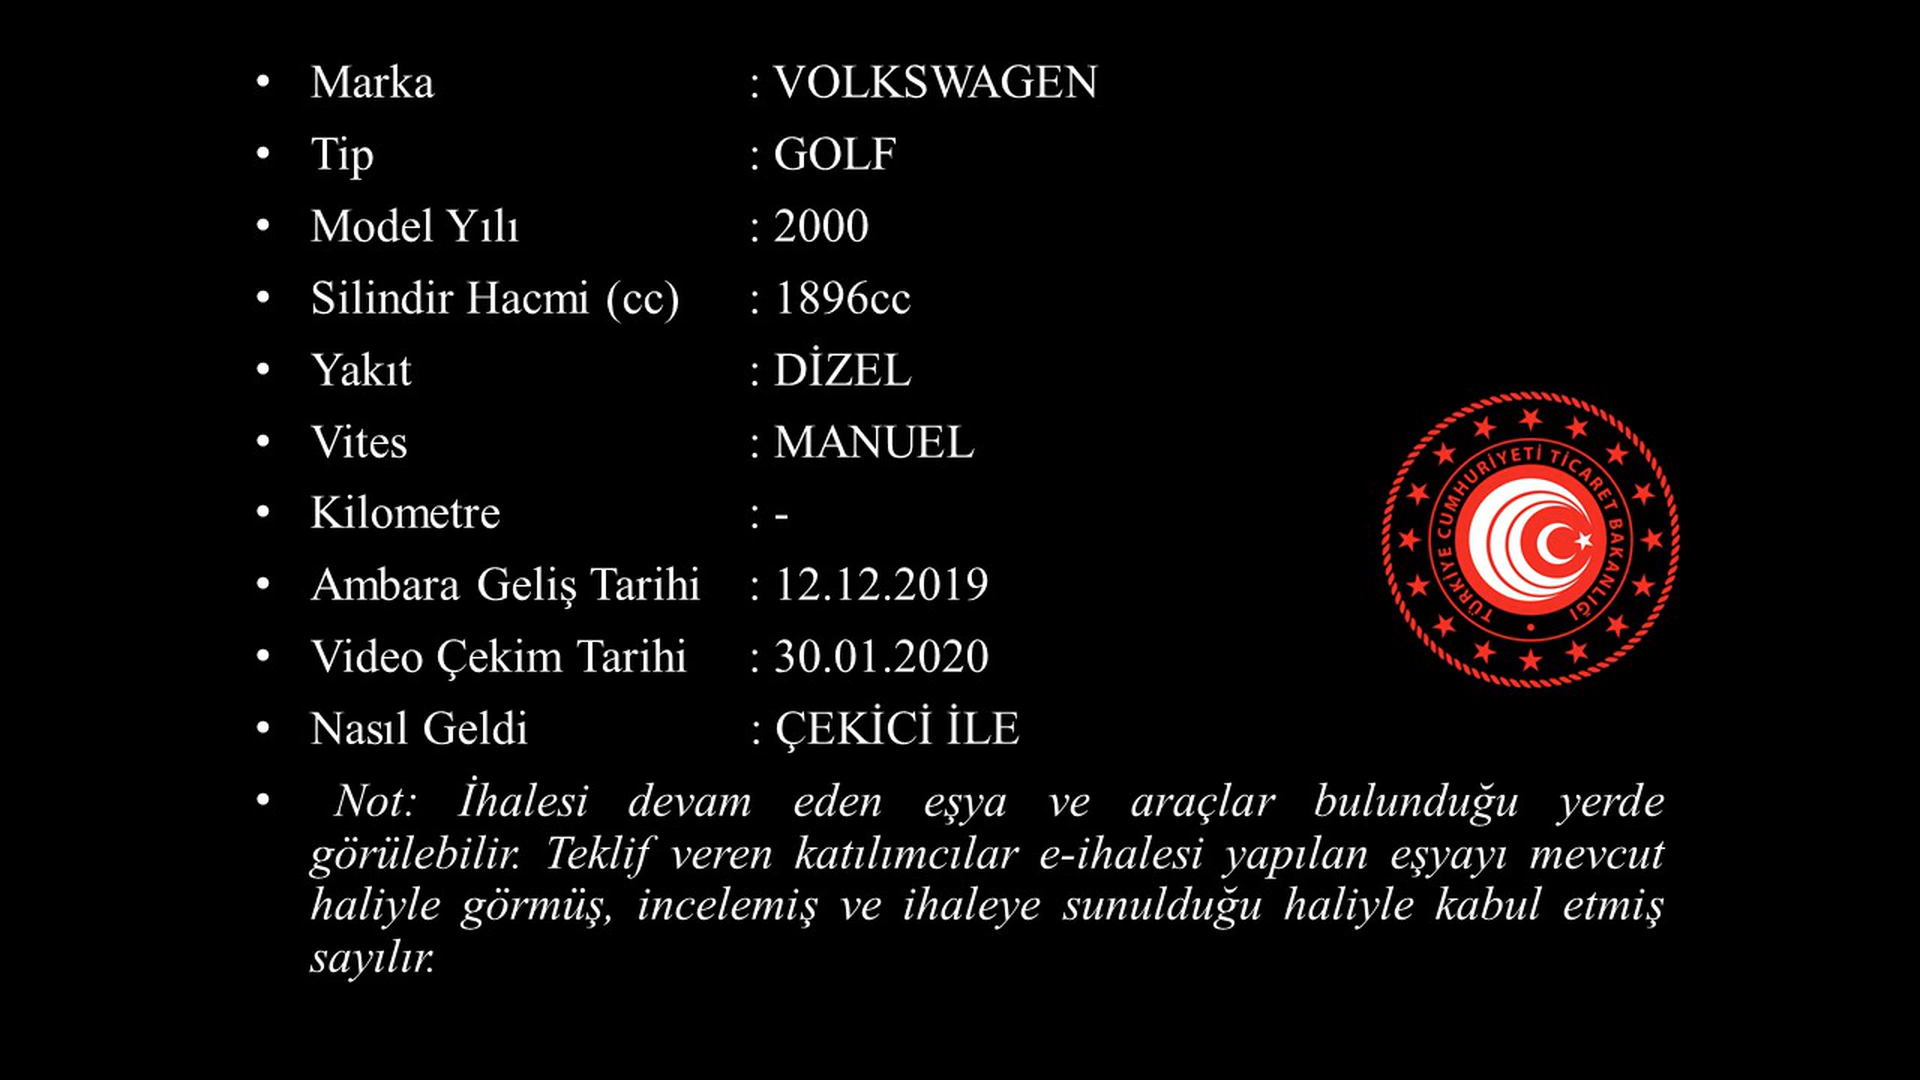 • Marka : VOLKSWAGEN
• Tip : GOLF
• Model Yılı : 2000
• Silindir Hacmi (cc) : 1896cc
• Yakıt : DİZEL
• Vites : MANUEL
• Kilometre : -
• Ambara Geliş Tarihi : 12.12.2019
• Video Çekim Tarihi : 30.01.2020
• Nasıl Geldi : ÇEKİCİ İLE
• Not: İhalesi devam eden eşya ve araçlar bulunduğu yerde
görülebilir. Teklif veren katılımcılar e-ihalesi yapılan eşyayı mevcut
haliyle görmüş, incelemiş ve ihaleye sunulduğu haliyle kabul etmiş
sayılır.
TÜRKİYE CUMHURİYETİ TİCARET BAKANLIĞI